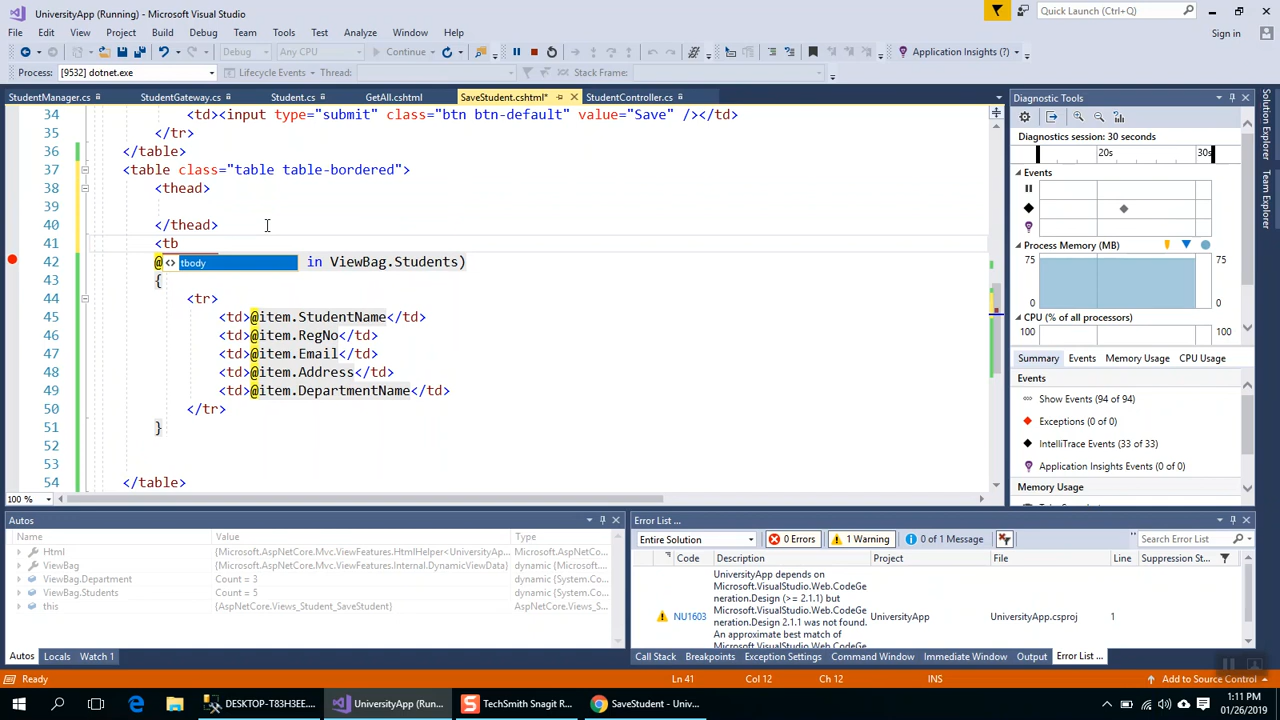 UniversityApp (Running) - Microsoft Visual Studio
Quick Launch (Ctrl+Q)
File Edit View Project Build Debug Team Tools Test Analyze Window Help
Sign in
Debug Any CPU Continue Application Insights (?)
Process: [9532] dotnet.exe Lifecycle Events Thread: Stack Frame:
StudentManager.cs StudentGateway.cs Student.cs GetAll.cshtml SaveStudent.cshtml* StudentController.cs
34 <td><input type="submit" class="btn btn-default" value="Save" /></td>
35 </tr>
36 </table>
37 <table class="table table-bordered">
38 <thead>
39
40 </thead>
41 <tb
tbody
42 @ in ViewBag.Students)
43 {
44 <tr>
45 <td>@item.StudentName</td>
46 <td>@item.RegNo</td>
47 <td>@item.Email</td>
48 <td>@item.Address</td>
49 <td>@item.DepartmentName</td>
50 </tr>
51 }
52
53
54 </table>
100 %
Diagnostic Tools
Diagnostics session: 30 seconds
20s 30s
Events
Process Memory (MB)
75 75
0 0
CPU (% of all processors)
100 100
Summary Events Memory Usage CPU Usage
Events
Show Events (94 of 94)
Exceptions (0 of 0)
IntelliTrace Events (33 of 33)
Application Insights Events (0 of 0)
Memory Usage
Solution Explorer
Team Explorer
Autos
Name Value Type
Html {Microsoft.AspNetCore.Mvc.ViewFeatures.HtmlHelper<UniversityAp... Microsoft.A...
ViewBag {Microsoft.AspNetCore.Mvc.ViewFeatures.Internal.DynamicViewData} dynamic {M...
ViewBag.Department Count = 3 dynamic {System.Co...
ViewBag.Students Count = 5 dynamic {System.Co...
this {AspNetCore.Views_Student_SaveStudent} AspNetCore.Views_S...
Autos Locals Watch 1
Error List ...
Entire Solution 0 Errors 1 Warning 0 of 1 Message Search Error List
Code Description Project File Line Suppression St...
NU1603 UniversityApp depends on
Microsoft.VisualStudio.Web.CodeGe
neration.Design (>= 2.1.1) but
Microsoft.VisualStudio.Web.CodeGe
neration.Design 2.1.1 was not found.
An approximate best match of
UniversityApp UniversityApp.csproj 1
Call Stack Breakpoints Exception Settings Command Window Immediate Window Output Error List ...
Ready Ln 41 Col 12 Ch 12 INS Add to Source Control
DESKTOP-T83H3EE.... UniversityApp (Run... TechSmith Snagit R... SaveStudent - Univ...
1:11 PM
01/26/2019